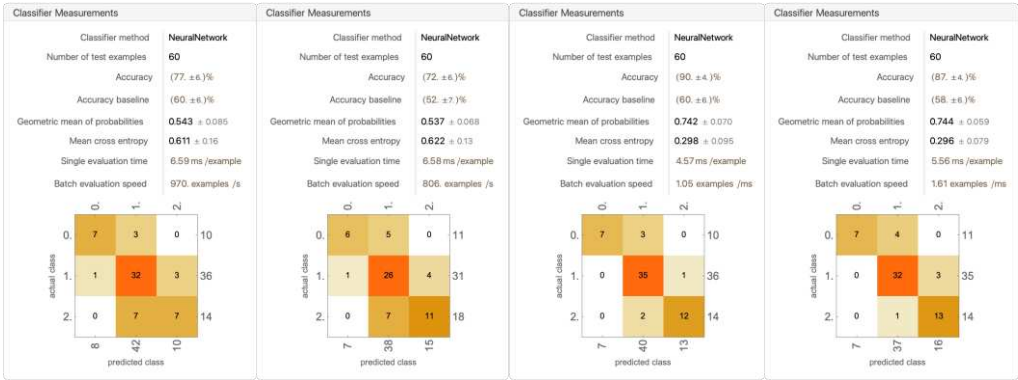 Classifier Measurements
Classifier method NeuralNetwork
Number of test examples 60
Accuracy (77. ±6.)%
Accuracy baseline (60. ±6.)%
Geometric mean of probabilities 0.543 ± 0.085
Mean cross entropy 0.611 ± 0.16
Single evaluation time 6.59 ms /example
Batch evaluation speed 970. examples /s
0. 1. 2.
0. 7 3 0 10
1. 1 32 3 36
2. 0 7 7 14
actual class
8 42 10
predicted class
Classifier Measurements
Classifier method NeuralNetwork
Number of test examples 60
Accuracy (72. ±6.)%
Accuracy baseline (52. ±7.)%
Geometric mean of probabilities 0.537 ± 0.068
Mean cross entropy 0.622 ± 0.13
Single evaluation time 6.58 ms /example
Batch evaluation speed 806. examples /s
0. 1. 2.
0. 6 5 0 11
1. 1 26 4 31
2. 0 7 11 18
actual class
7 38 15
predicted class
Classifier Measurements
Classifier method NeuralNetwork
Number of test examples 60
Accuracy (90. ±4.)%
Accuracy baseline (60. ±6.)%
Geometric mean of probabilities 0.742 ± 0.070
Mean cross entropy 0.298 ± 0.095
Single evaluation time 4.57 ms /example
Batch evaluation speed 1.05 examples /ms
0. 1. 2.
0. 7 3 0 10
1. 0 35 1 36
2. 0 2 12 14
actual class
7 40 13
predicted class
Classifier Measurements
Classifier method NeuralNetwork
Number of test examples 60
Accuracy (87. ±4.)%
Accuracy baseline (58. ±6.)%
Geometric mean of probabilities 0.744 ± 0.059
Mean cross entropy 0.296 ± 0.079
Single evaluation time 5.56 ms /example
Batch evaluation speed 1.61 examples /ms
0. 1. 2.
0. 7 4 0 11
1. 0 32 3 35
2. 0 1 13 14
actual class
7 37 16
predicted class